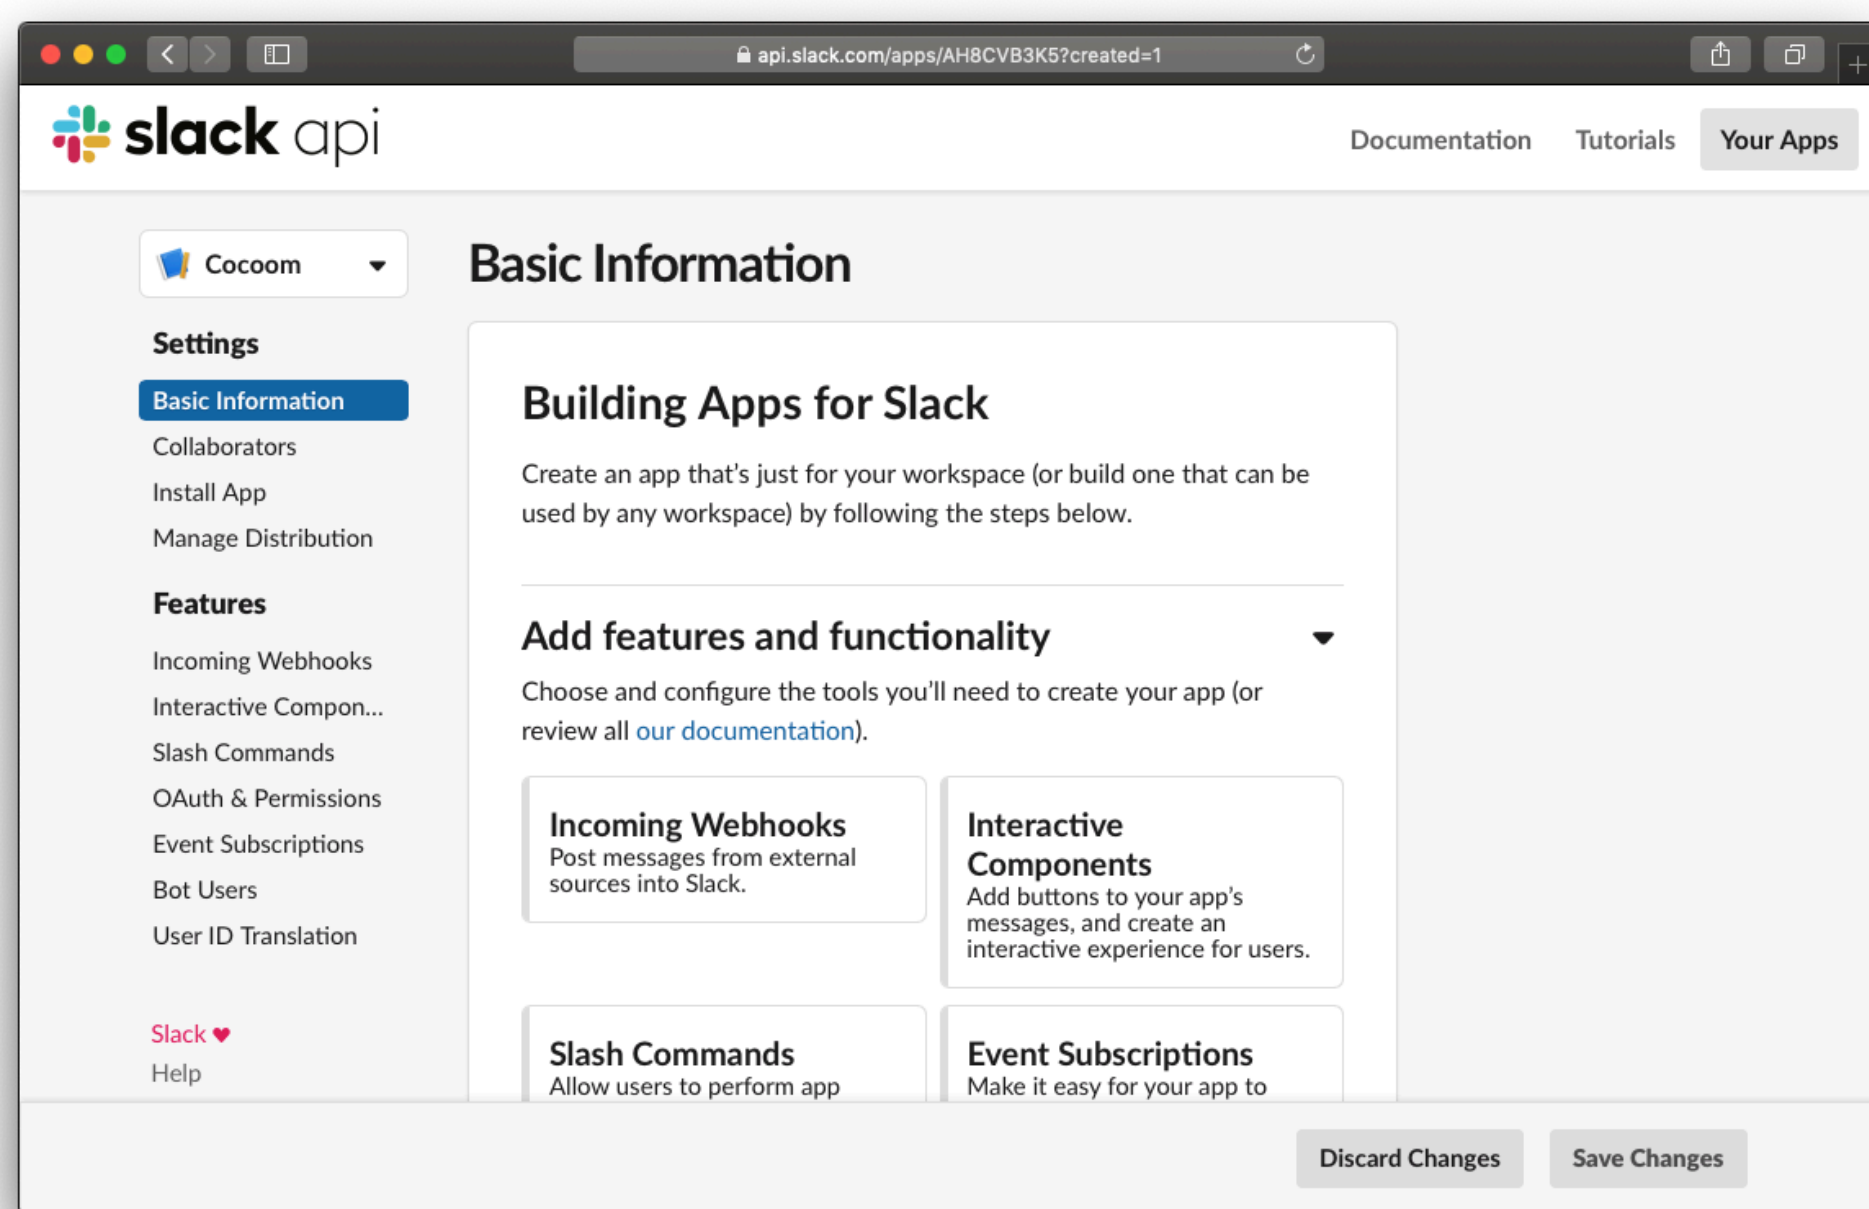 api.slack.com/apps/AH8CVB3K5?created=1
slack api
Documentation
Tutorials
Your Apps
Cocoom
Settings
Basic Information
Collaborators
Install App
Manage Distribution
Features
Incoming Webhooks
Interactive Compon...
Slash Commands
OAuth & Permissions
Event Subscriptions
Bot Users
User ID Translation
Slack ♥
Help
Basic Information
Building Apps for Slack
Create an app that's just for your workspace (or build one that can be
used by any workspace) by following the steps below.
Add features and functionality
Choose and configure the tools you'll need to create your app (or
review all our documentation).
Incoming Webhooks
Post messages from external
sources into Slack.
Interactive
Components
Add buttons to your app's
messages, and create an
interactive experience for users.
Slash Commands
Allow users to perform app
Event Subscriptions
Make it easy for your app to
Discard Changes
Save Changes